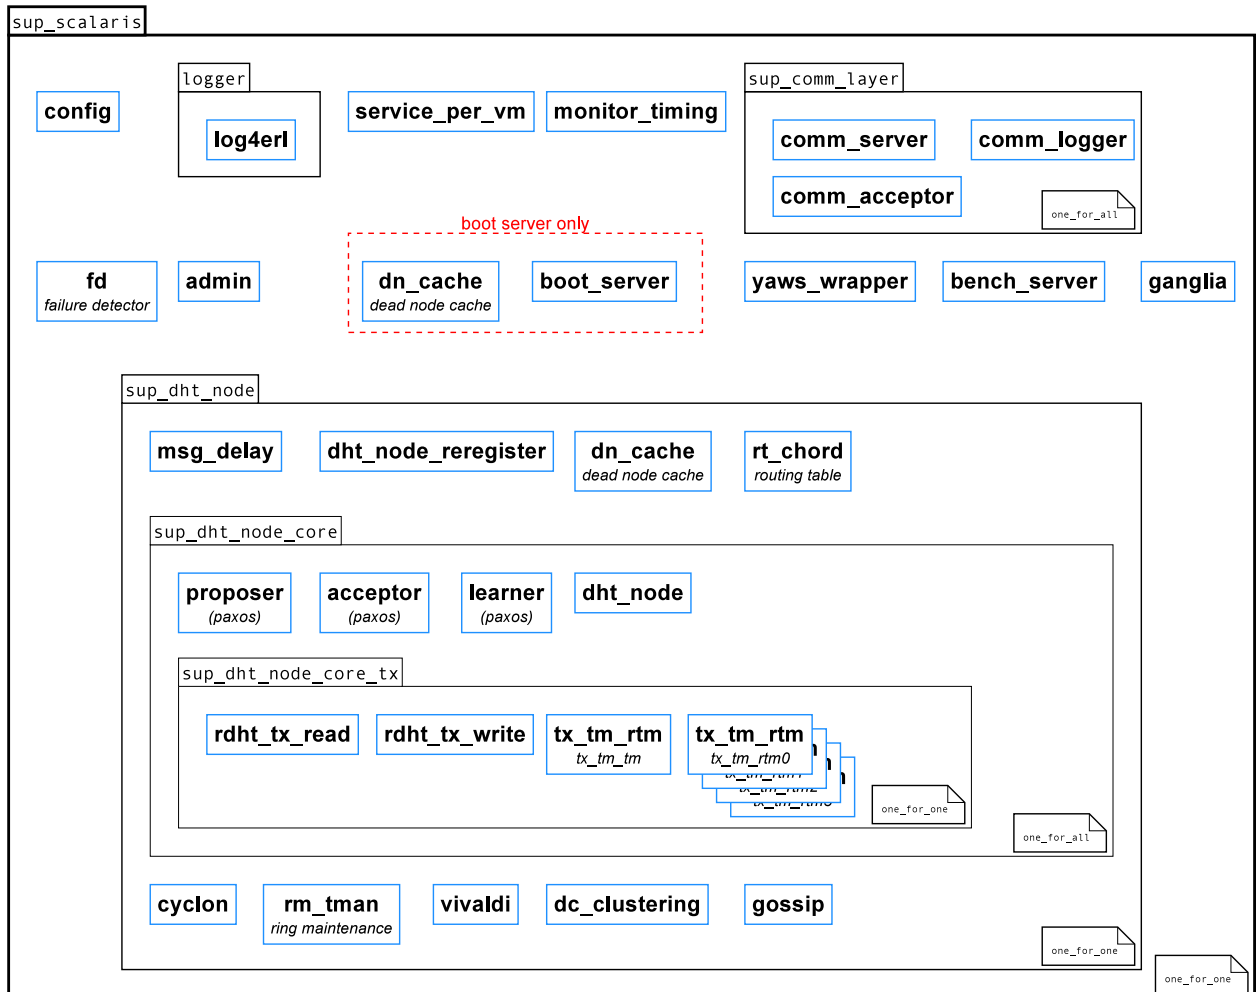 sup_scalaris
logger
sup_comm_layer
config
service_per_vm
monitor_timing
log4erl
comm_server
comm_logger
comm_acceptor
one_for_all
boot server only
fd
failure detector
admin
dn_cache
dead node cache
boot_server
yaws_wrapper
bench_server
ganglia
sup_dht_node
msg_delay
dht_node_reregister
dn_cache
dead node cache
rt_chord
routing table
sup_dht_node_core
proposer
(paxos)
acceptor
(paxos)
learner
(paxos)
dht_node
sup_dht_node_core_tx
rdht_tx_read
rdht_tx_write
tx_tm_rtm
tx_tm_tm
tx_tm_rtm
tx_tm_rtm0
one_for_one
one_for_all
cyclon
rm_tman
ring maintenance
vivaldi
dc_clustering
gossip
one_for_one
one_for_one